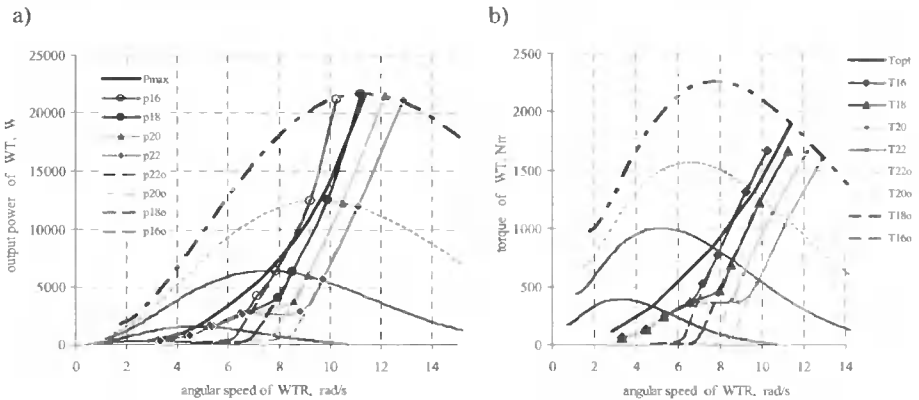 a)
25000
20000
15000
10000
5000
0
output power of WT, W
0 2 4 6 8 10 12 14
angular speed of WTR, rad/s
Pmax
p16
p18
p20
p22
p22o
p20o
p18o
p16o
b)
2500
2000
1500
1000
500
0
torque of WT, Nm
0 2 4 6 8 10 12 14
angular speed of WTR, rad/s
Topt
T16
T18
T20
T22
T22o
T20o
T18o
T16o